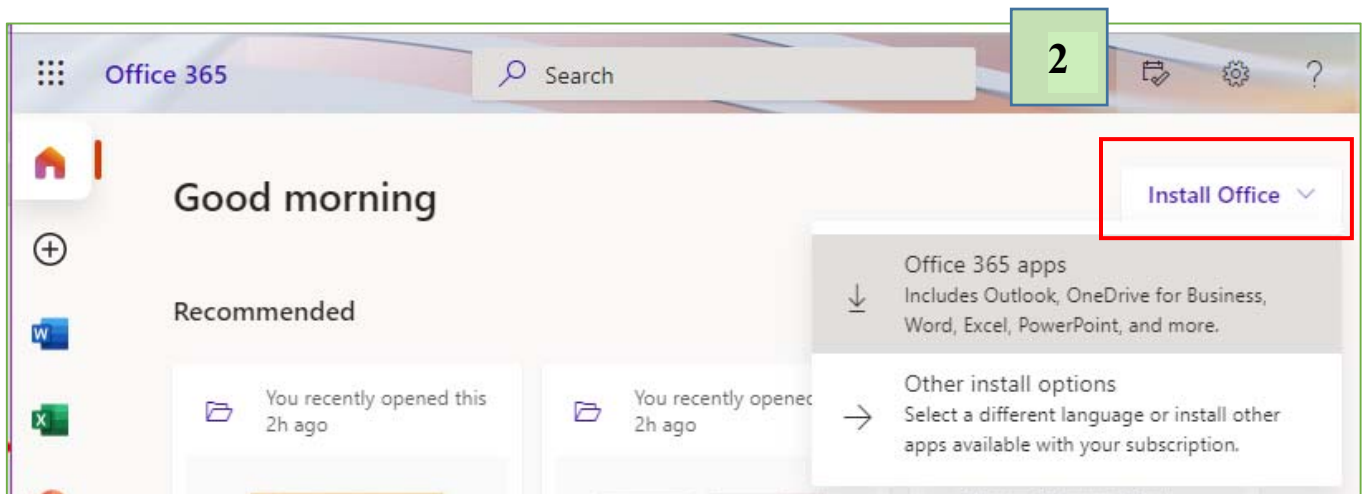 2
Office 365
Search
?
Good morning
Install Office
Office 365 apps
Includes Outlook, OneDrive for Business,
Word, Excel, PowerPoint, and more.
Recommended
Other install options
Select a different language or install other
apps available with your subscription.
You recently opened this
2h ago
You recently opened
2h ago
W
X